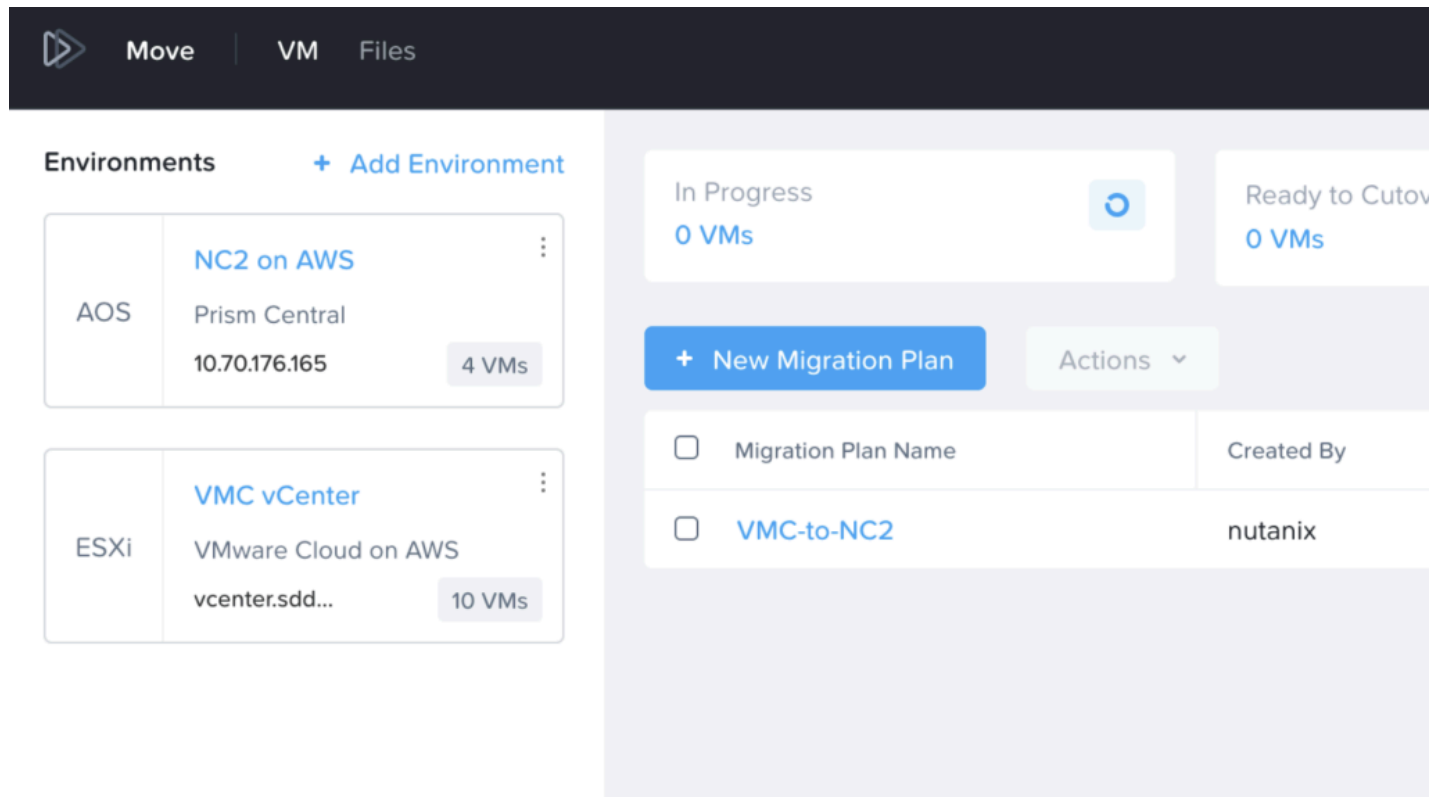 Move VM Files
Environments + Add Environment
AOS
NC2 on AWS
Prism Central
10.70.176.165 4 VMs
ESXi
VMC vCenter
VMware Cloud on AWS
vcenter.sdd... 10 VMs
In Progress
0 VMs
Ready to Cutov
0 VMs
+ New Migration Plan Actions
Migration Plan Name Created By
VMC-to-NC2 nutanix